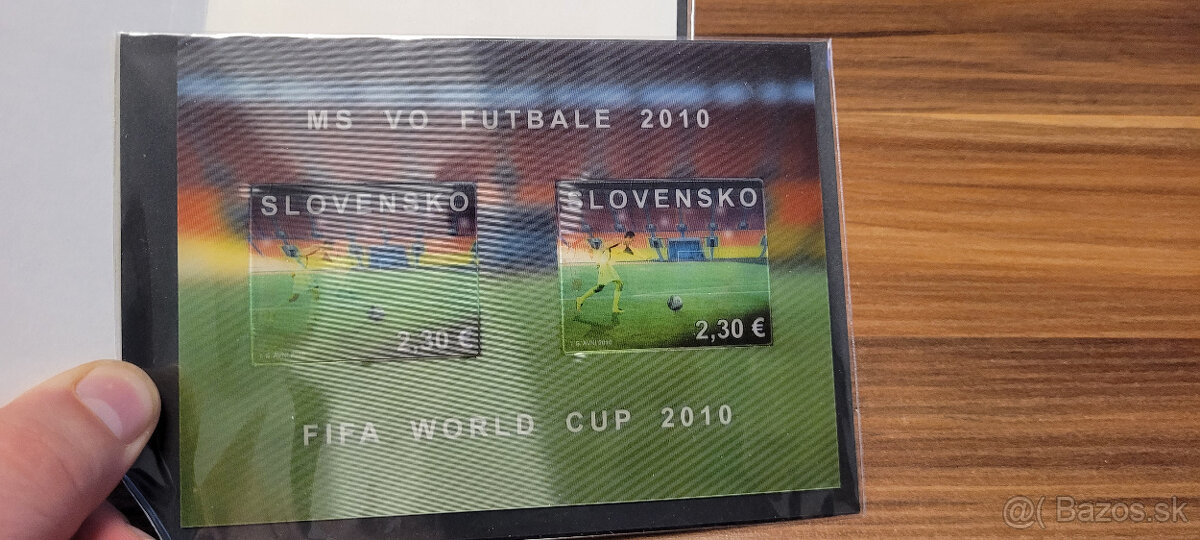 MS VO FUTBALE 2010
SLOVENSKO
2,30 €
SLOVENSKO
2,30 €
FIFA WORLD CUP 2010
@( Bazos.sk